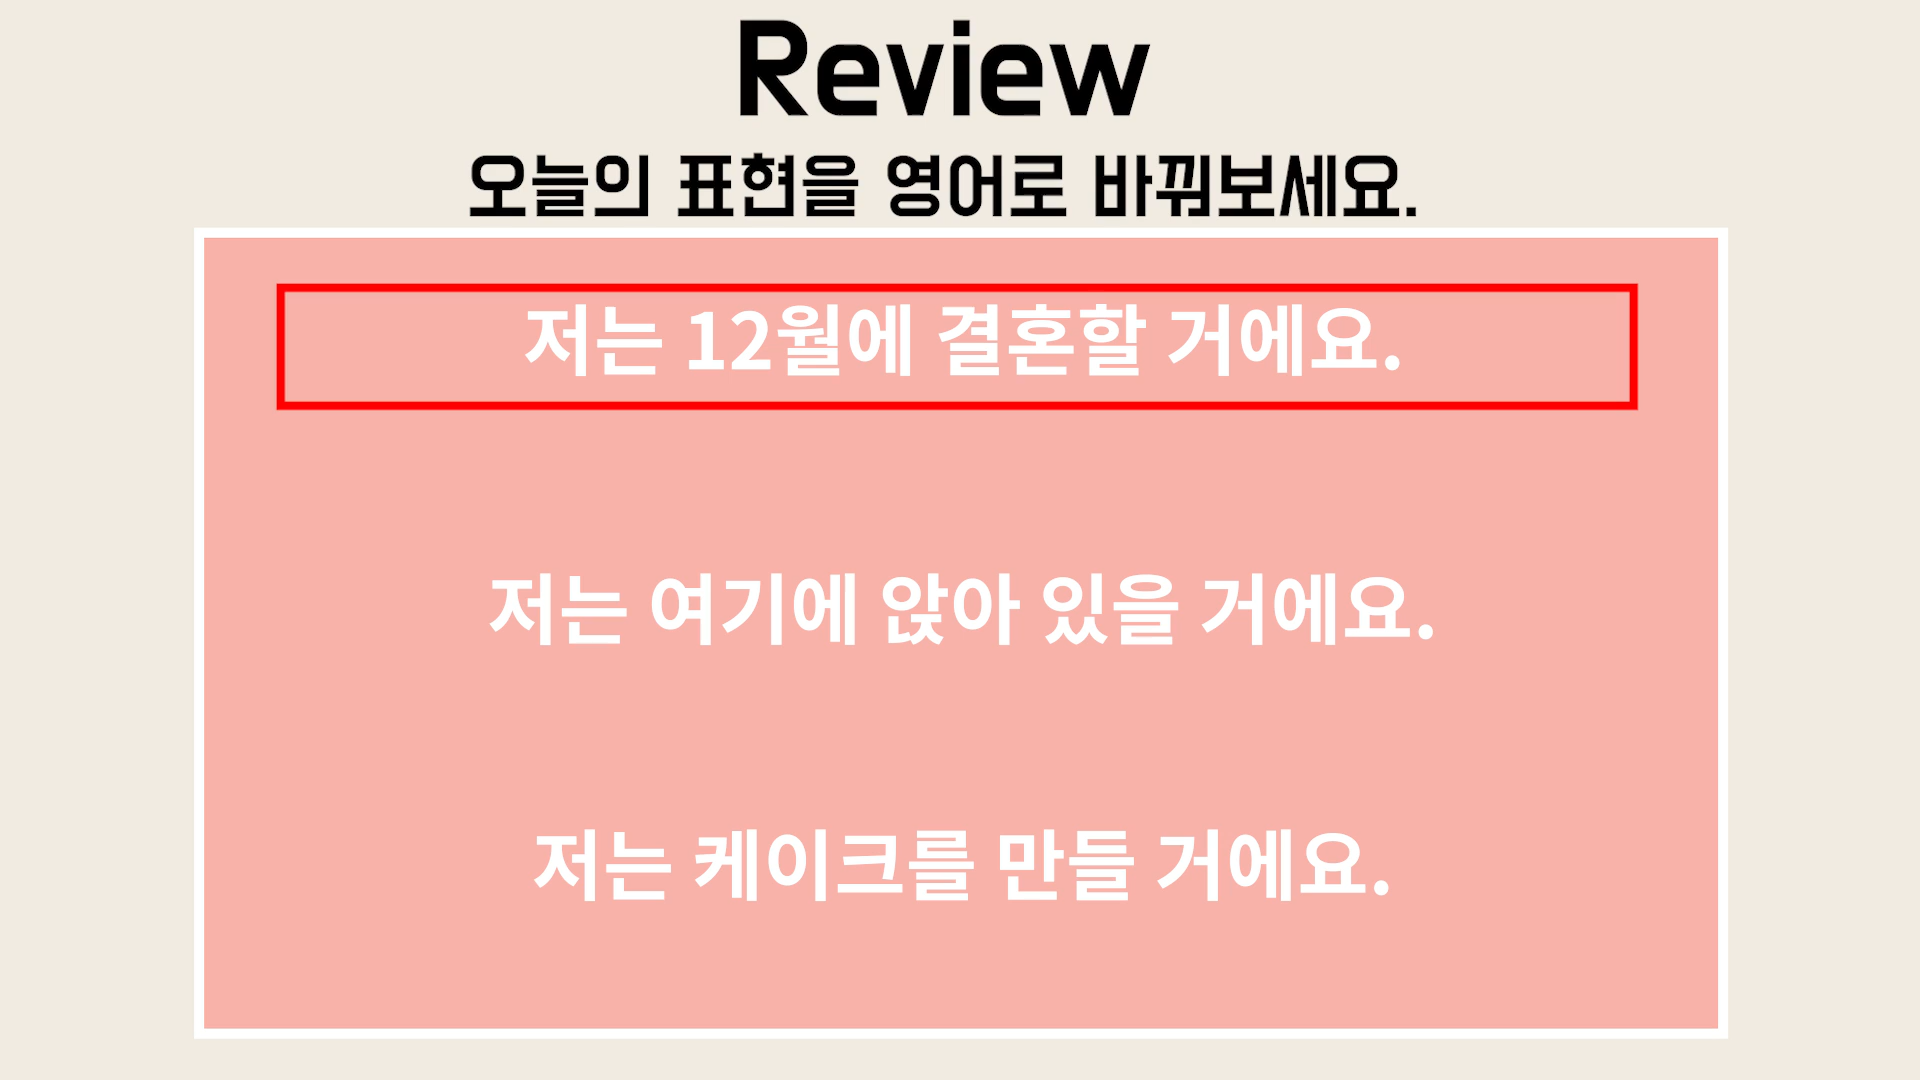 Review
오늘의 표현을 영어로 바꿔보세요.
저는 12월에 결혼할 거에요.
저는 여기에 앉아 있을 거에요.
저는 케이크를 만들 거에요.